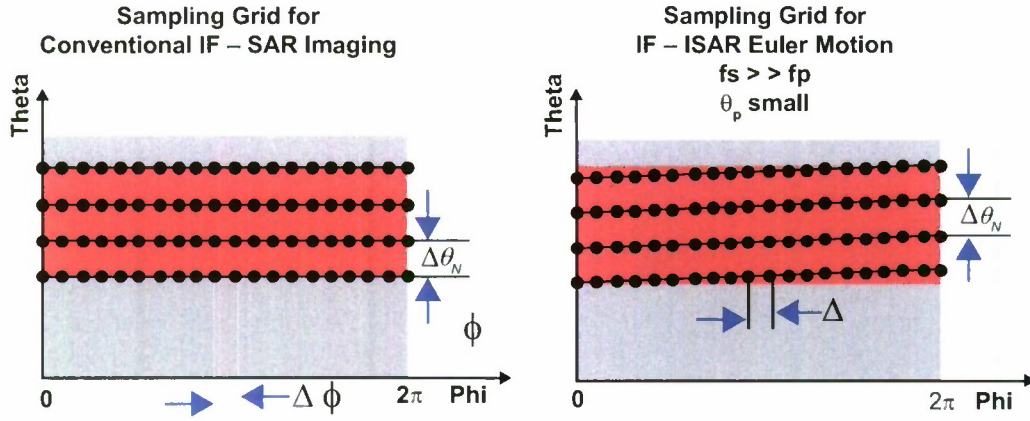 Sampling Grid for
Conventional IF – SAR Imaging
Theta
Δθ_N
ϕ
0
Δ ϕ
2π
Phi
Sampling Grid for
IF – ISAR Euler Motion
fs > > fp
θ_p small
Theta
Δθ_N
Δ
0
2π
Phi